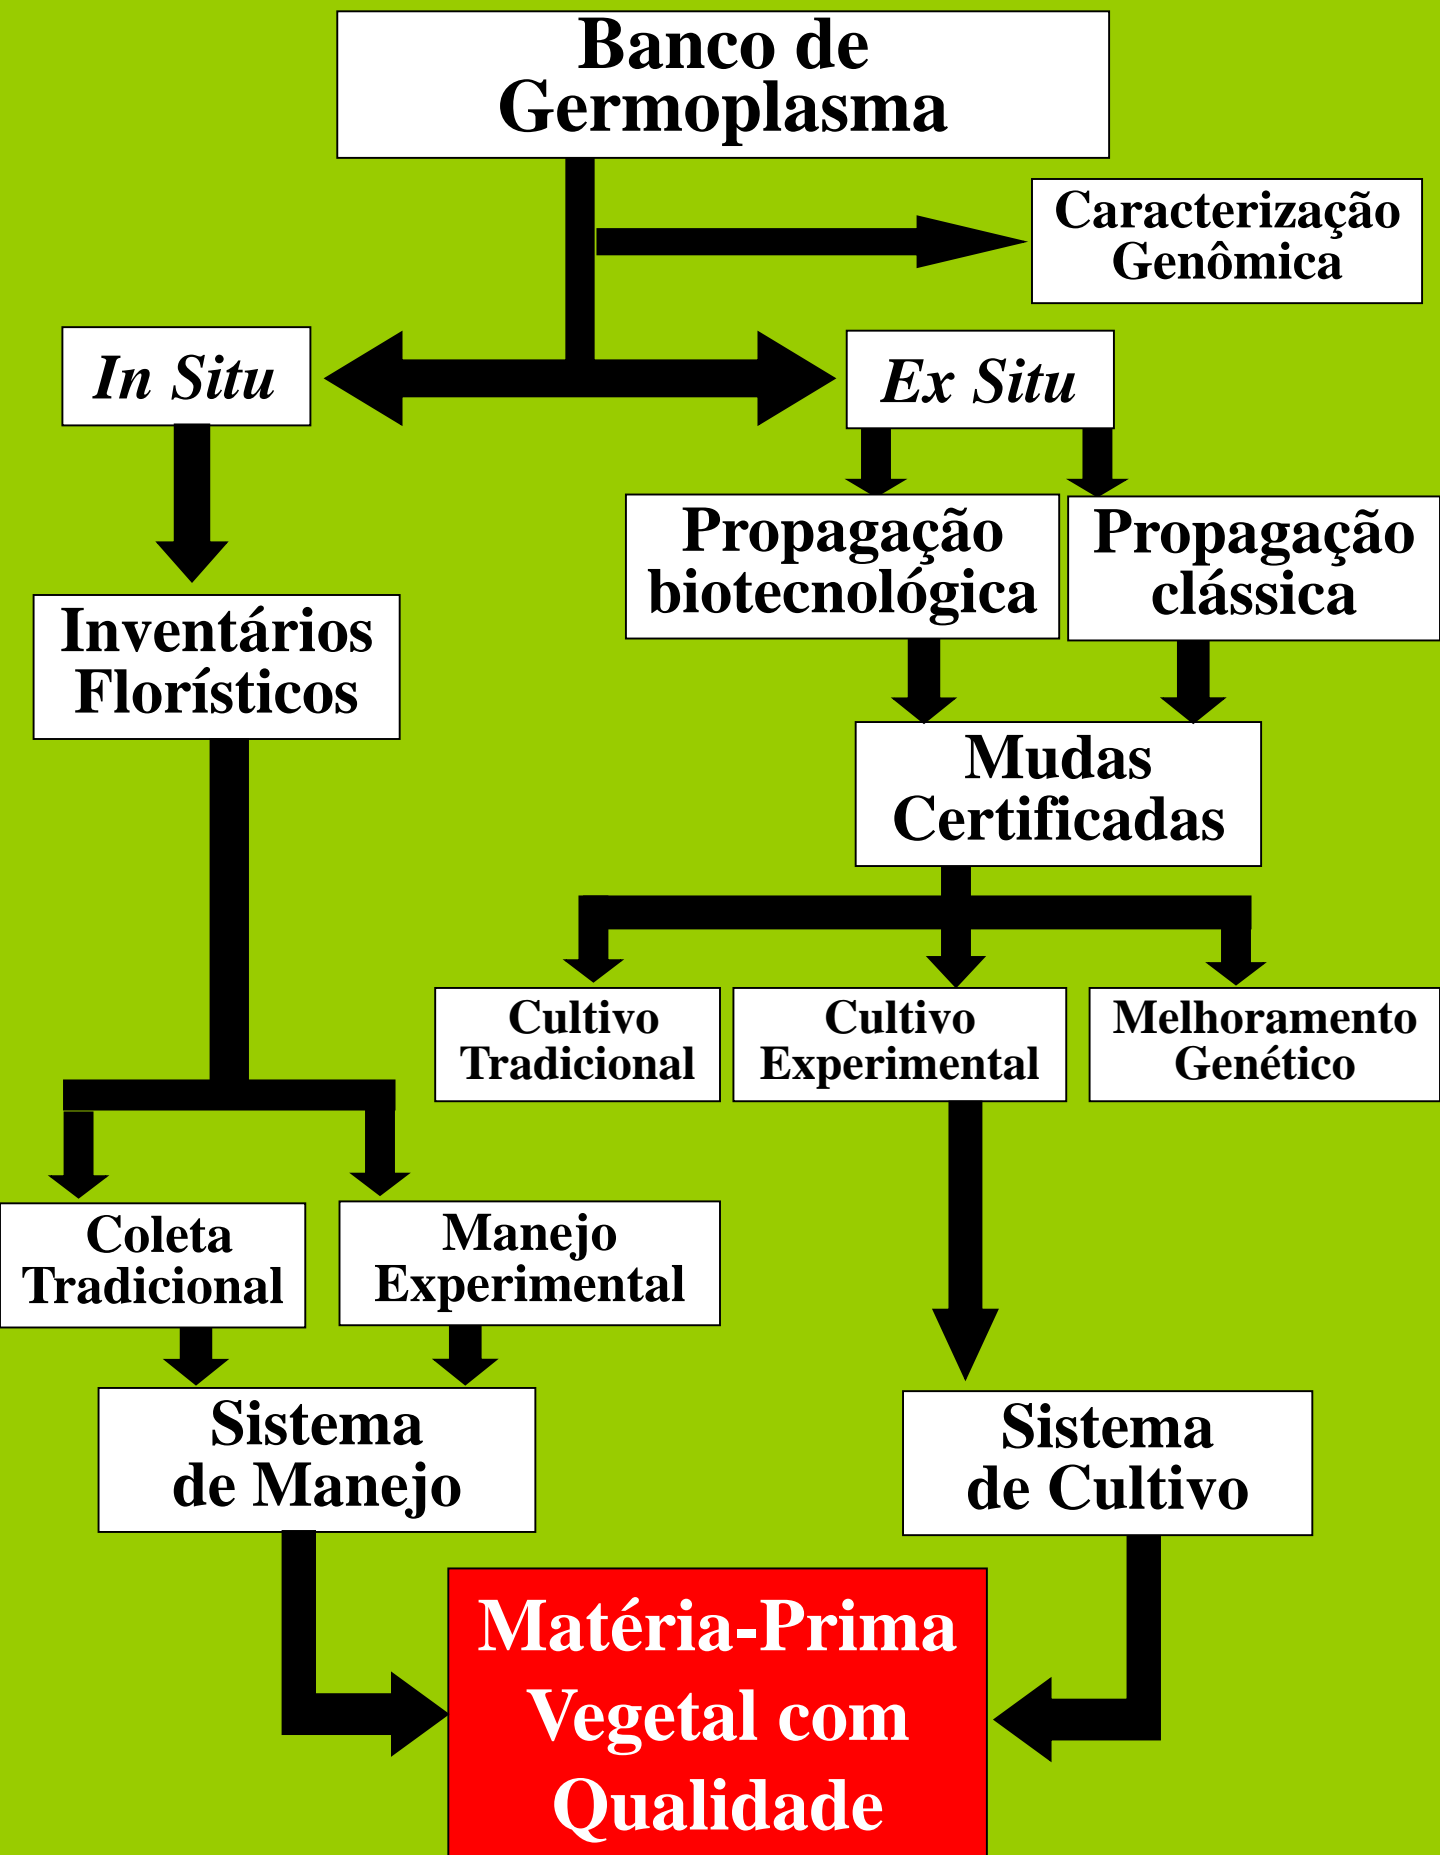 Banco de
Germoplasma
Caracterização
Genômica
In Situ
Ex Situ
Propagação
biotecnológica
Propagação
clássica
Inventários
Florísticos
Mudas
Certificadas
Cultivo
Tradicional
Cultivo
Experimental
Melhoramento
Genético
Coleta
Tradicional
Manejo
Experimental
Sistema
de Manejo
Sistema
de Cultivo
Matéria-Prima
Vegetal com
Qualidade